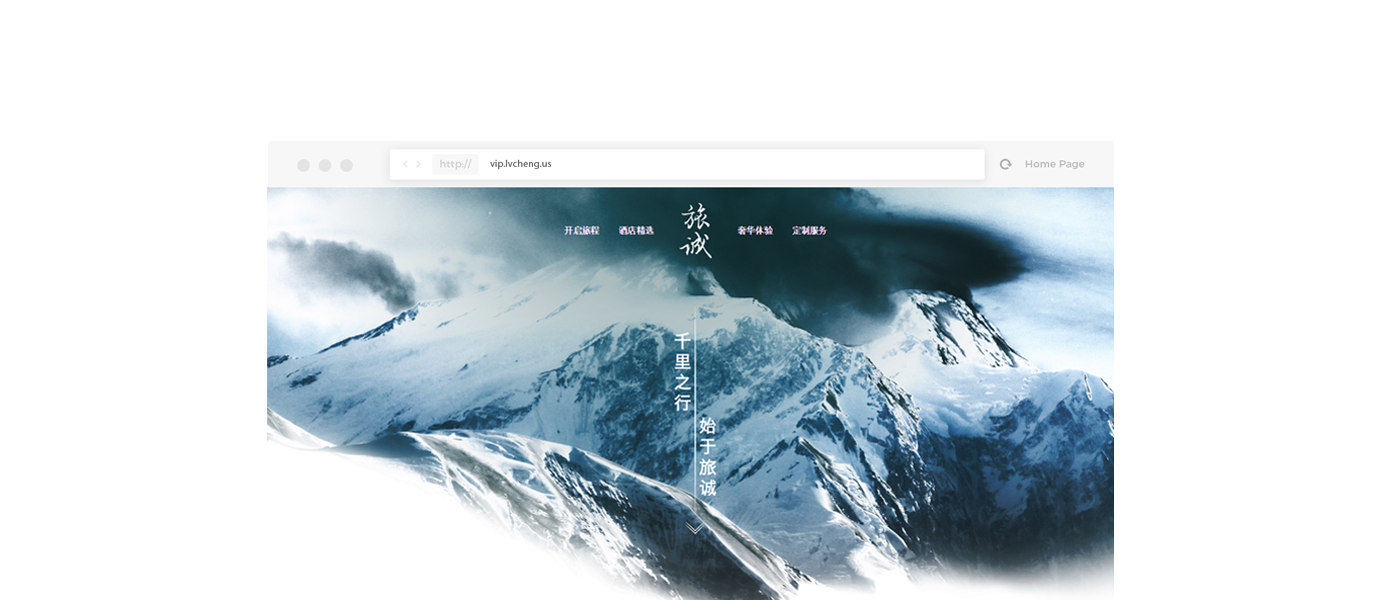 http://
vip.lvcheng.us
Home Page
开启旅程
酒店精选
旅诚
奢华体验
定制服务
千里之行
始于旅诚